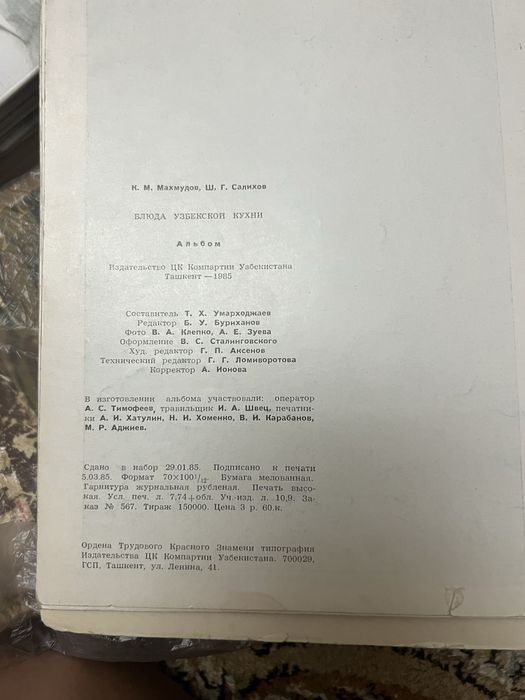 К. М. Махмудов, Ш. Г. Салихов
БЛЮДА УЗБЕКСКОЙ КУХНИ
Альбом
Издательство ЦК Компартии Узбекистана
Ташкент — 1985
Составитель Т. Х. Умарходжаев
Редактор Б. У. Буриханов
Фото В. А. Клепко, А. Е. Зуева
Оформление В. С. Сталинговского
Худ. редактор Г. П. Аксенов
Технический редактор Г. Г. Ломиворотова
Корректор А. Ионова
В изготовлении альбома участвовали: оператор
А. С. Тимофеев, травильщик И. А. Швец, печатни-
ки А. И. Хатулин, Н. И. Хоменко, В. И. Карабанов,
М. Р. Аджиев.
Сдано в набор 29.01.85. Подписано к печати
5.03.85. Формат 70×100¹/₁₂. Бумага мелованная.
Гарнитура журнальная рубленая. Печать высо-
кая. Усл. печ. л. 7,74+обл. Уч.-изд. л. 10,9. За-
каз № 567. Тираж 150000. Цена 3 р. 60.к.
Ордена Трудового Красного Знамени типография
Издательства ЦК Компартии Узбекистана. 700029,
ГСП, Ташкент, ул. Ленина, 41.